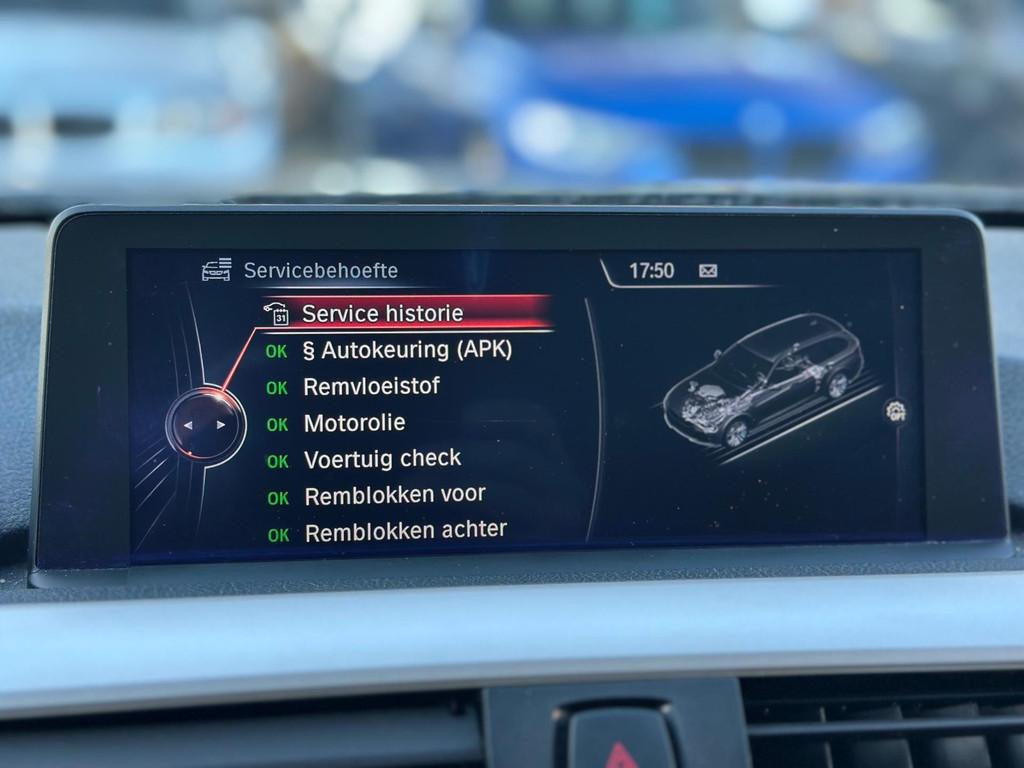 Servicebehoefte
17:50
31 Service historie
OK § Autokeuring (APK)
OK Remvloeistof
OK Motorolie
OK Voertuig check
OK Remblokken voor
OK Remblokken achter
OPT